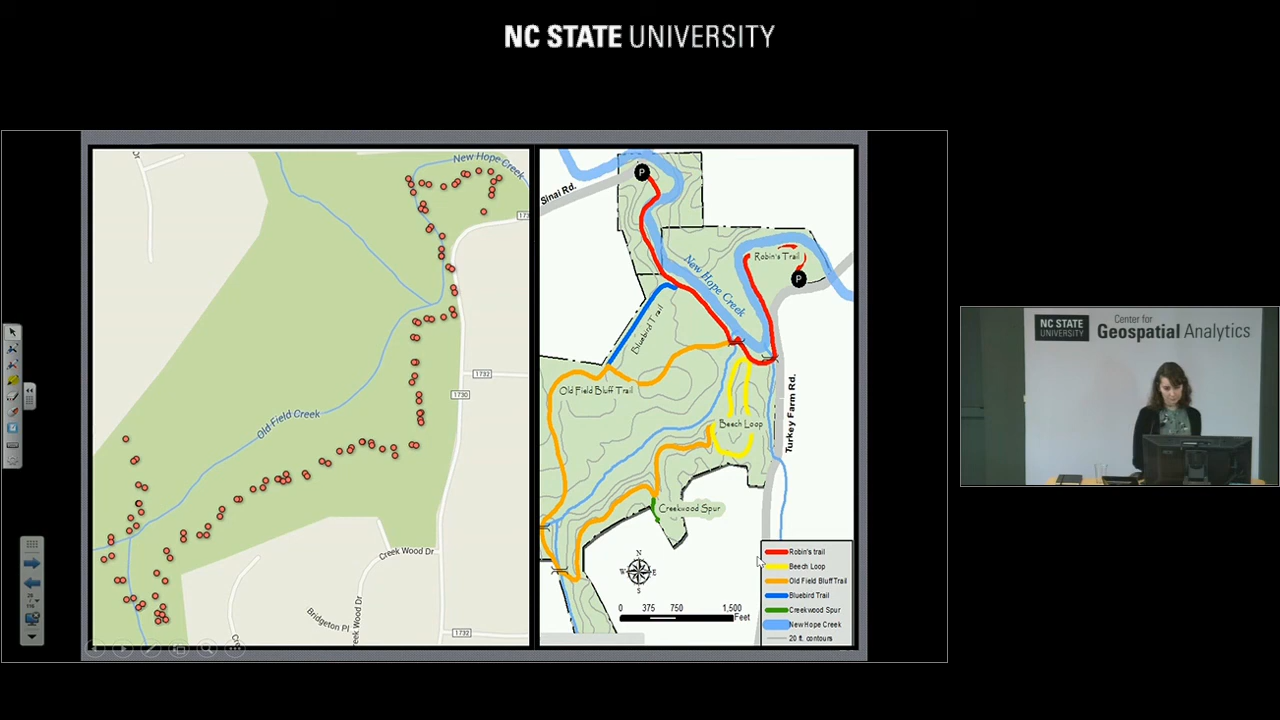 NC STATE UNIVERSITY
New Hope Creek
173
Old Field Creek
1732
1730
Creek Wood Dr
Bridgeton Pl
eek Wood Dr
1732
Sinai Rd.
P
New Hope Creek
Robin's Trail
P
Bluebird Trail
Old Field Bluff Trail
Beech Loop
Turkey Farm Rd.
Creekwood Spur
N
W E
S
0 375 750 1,500
Feet
Robin's trail
Beech Loop
Old Field Bluff Trail
Bluebird Trail
Creekwood Spur
New Hope Creek
20 ft. contours
NC STATE
UNIVERSITY
Center for
Geospatial Analytics